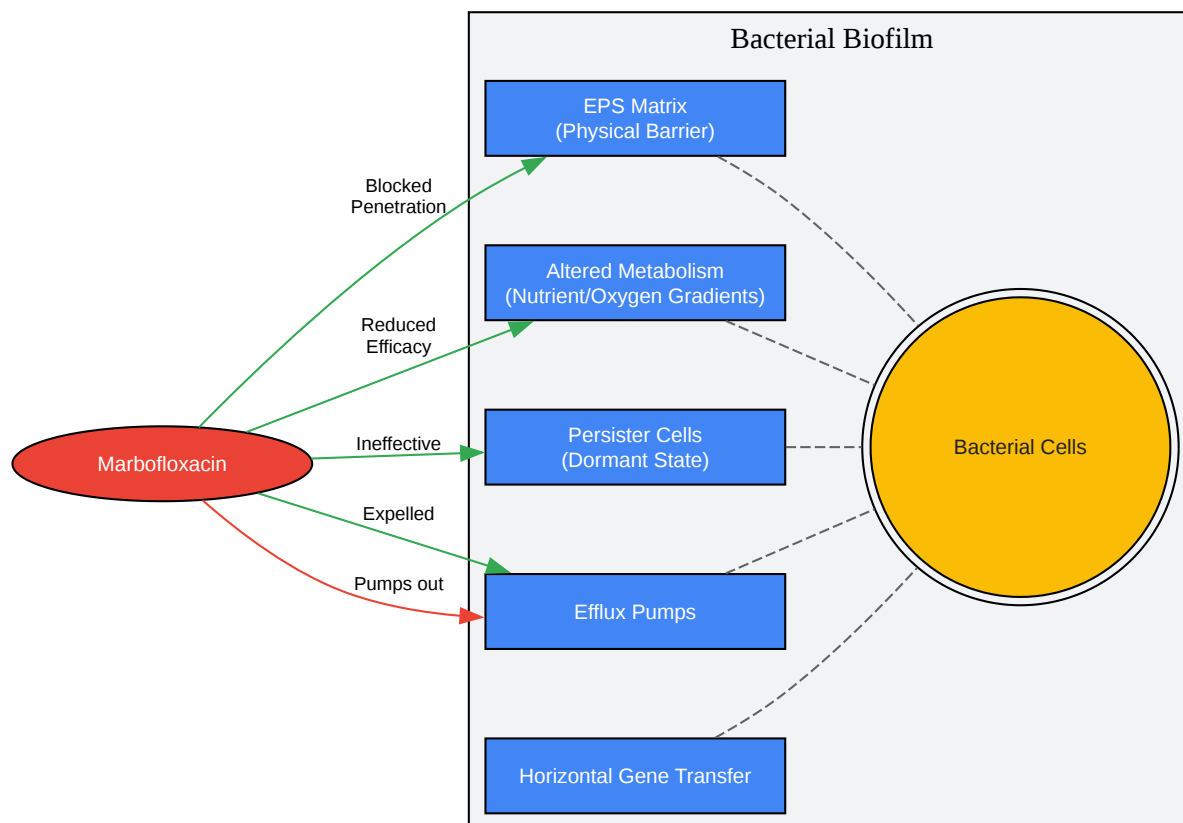 Bacterial Biofilm
EPS Matrix
(Physical Barrier)
Blocked
Penetration
Altered Metabolism
(Nutrient/Oxygen Gradients)
Reduced
Efficacy
Persister Cells
(Dormant State)
Ineffective
Marbofloxacin
Bacterial Cells
Expelled
Pumps out
Efflux Pumps
Horizontal Gene Transfer